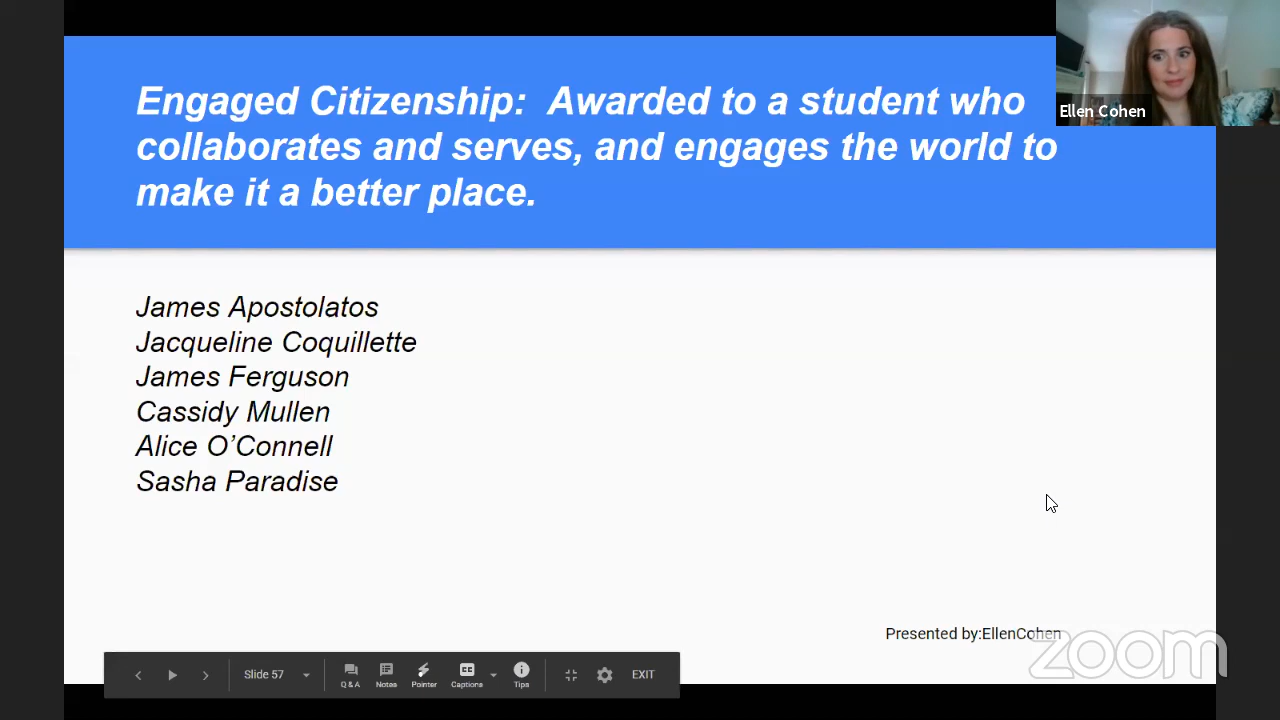 Engaged Citizenship:  Awarded to a student who
collaborates and serves, and engages the world to
make it a better place.
Ellen Cohen
James Apostolatos
Jacqueline Coquillette
James Ferguson
Cassidy Mullen
Alice O’Connell
Sasha Paradise
Presented by:EllenCohen
zoom
Slide 57
Q & A
Notes
Pointer
CC
Captions
Tips
EXIT